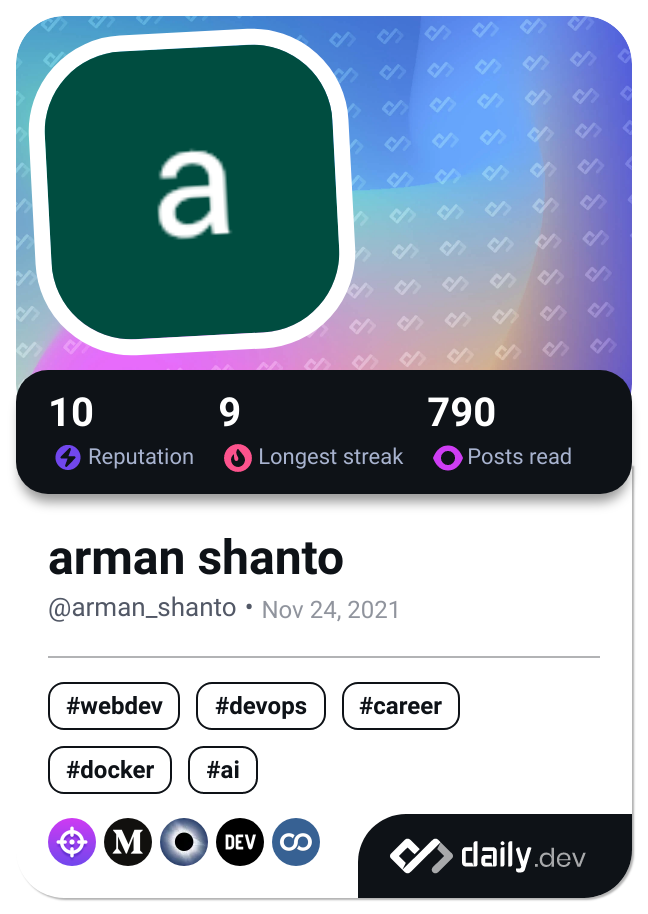 a
10 9 790
Reputation Longest streak Posts read
arman shanto
@arman_shanto • Nov 24, 2021
#webdev #devops #career
#docker #ai
M DEV daily.dev